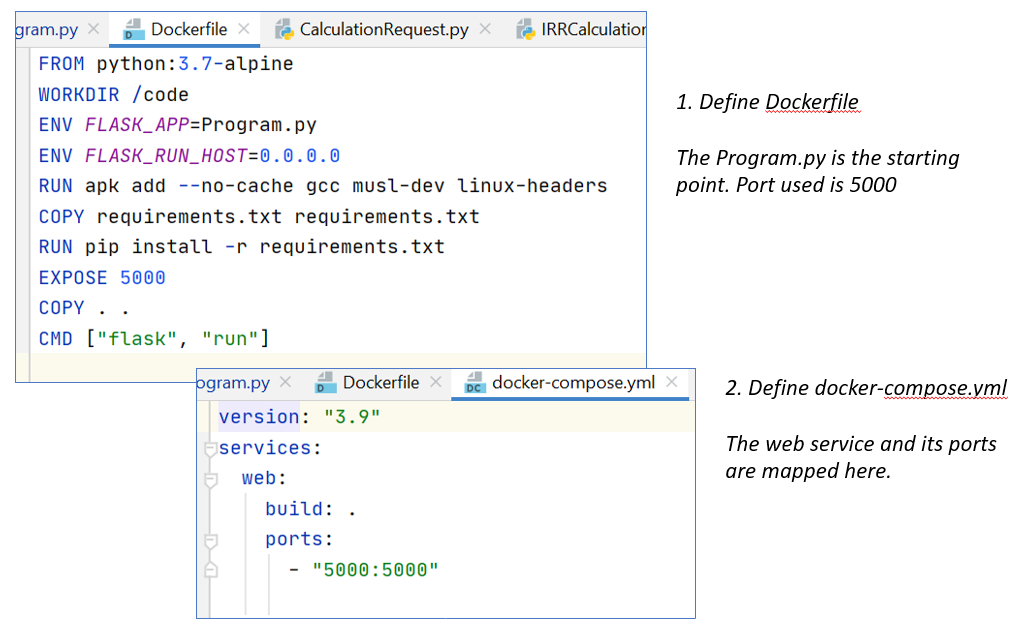 gram.py Dockerfile CalculationRequest.py IRRCalculation
FROM python:3.7-alpine
WORKDIR /code
ENV FLASK_APP=Program.py
ENV FLASK_RUN_HOST=0.0.0.0
RUN apk add --no-cache gcc musl-dev linux-headers
COPY requirements.txt requirements.txt
RUN pip install -r requirements.txt
EXPOSE 5000
COPY . .
CMD ["flask", "run"]
1. Define Dockerfile
The Program.py is the starting
point. Port used is 5000
ogram.py Dockerfile docker-compose.yml
version: "3.9"
services:
web:
build: .
ports:
- "5000:5000"
2. Define docker-compose.yml
The web service and its ports
are mapped here.